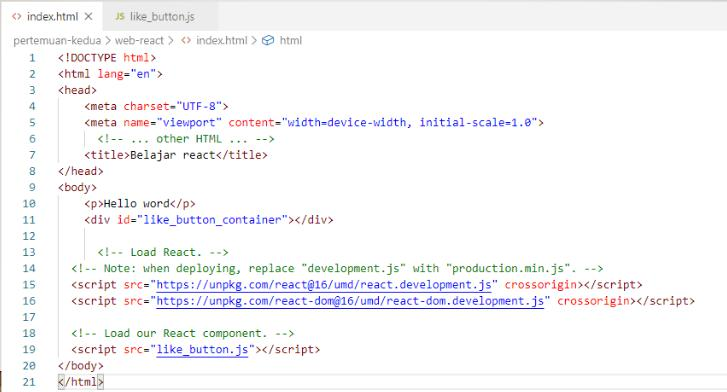 index.html
like_button.js
pertemuan-kedua > web-react > index.html > html
1 <!DOCTYPE html>
2 <html lang="en">
3 <head>
4 <meta charset="UTF-8">
5 <meta name="viewport" content="width=device-width, initial-scale=1.0">
6 <!-- ... other HTML ... -->
7 <title>Belajar react</title>
8 </head>
9 <body>
10 <p>Hello word</p>
11 <div id="like_button_container"></div>
12
13 <!-- Load React. -->
14 <!-- Note: when deploying, replace "development.js" with "production.min.js". -->
15 <script src="https://unpkg.com/react@16/umd/react.development.js" crossorigin></script>
16 <script src="https://unpkg.com/react-dom@16/umd/react-dom.development.js" crossorigin></script>
17
18 <!-- Load our React component. -->
19 <script src="like_button.js"></script>
20 </body>
21 </html>